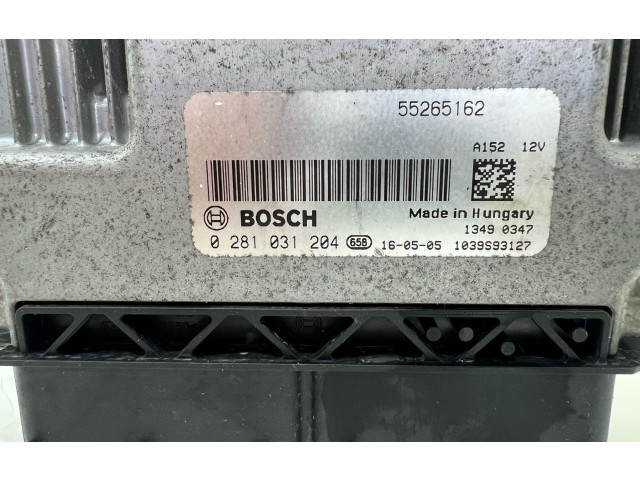 55265162
A152 12V
BOSCH
Made in Hungary
1349 0347
0 281 031 204 658 16-05-05 1039S93127